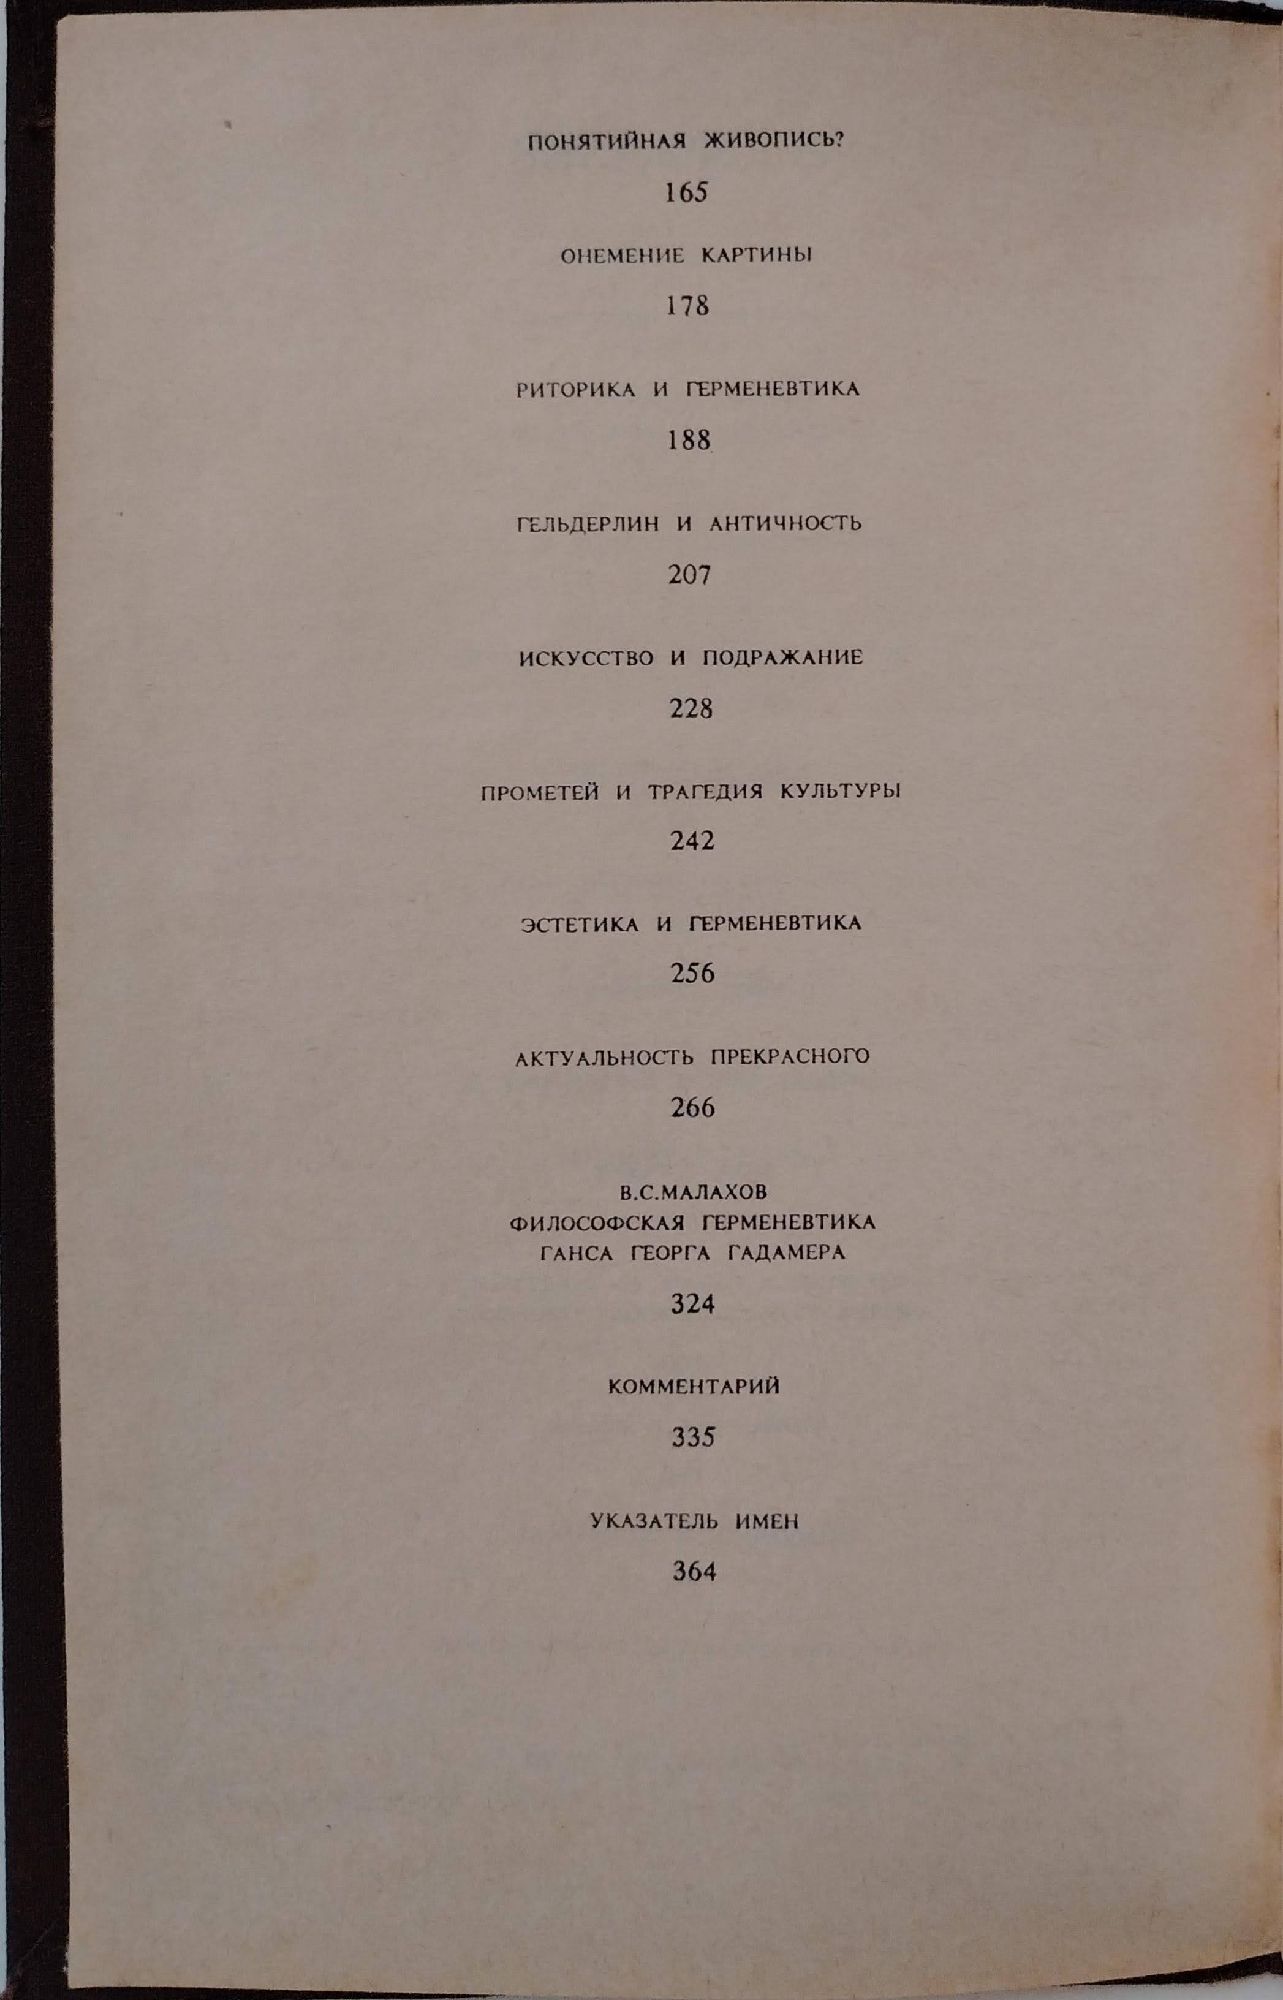 ПОНЯТИЙНАЯ ЖИВОПИСЬ?
165
ОНЕМЕНИЕ КАРТИНЫ
178
РИТОРИКА И ГЕРМЕНЕВТИКА
188
ГЕЛЬДЕРЛИН И АНТИЧНОСТЬ
207
ИСКУССТВО И ПОДРАЖАНИЕ
228
ПРОМЕТЕЙ И ТРАГЕДИЯ КУЛЬТУРЫ
242
ЭСТЕТИКА И ГЕРМЕНЕВТИКА
256
АКТУАЛЬНОСТЬ ПРЕКРАСНОГО
266
В.С.МАЛАХОВ
ФИЛОСОФСКАЯ ГЕРМЕНЕВТИКА
ГАНСА ГЕОРГА ГАДАМЕРА
324
КОММЕНТАРИЙ
335
УКАЗАТЕЛЬ ИМЕН
364